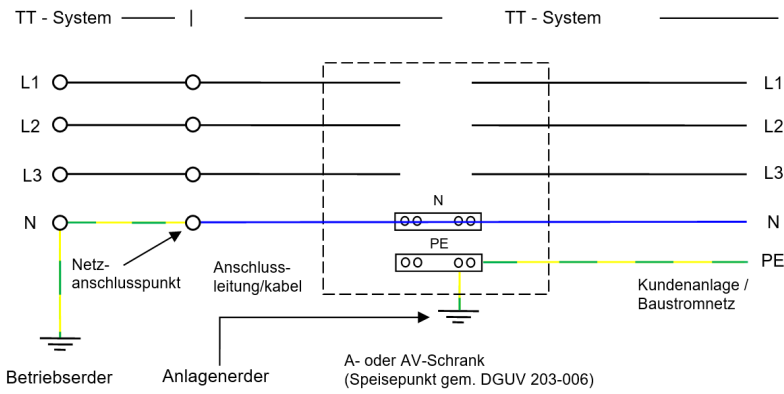 TT - System
TT - System
L1
L1
L2
L2
L3
L3
N
N
N
PE
PE
Netz-
anschlusspunkt
Anschluss-
leitung/kabel
Kundenanlage /
Baustromnetz
Betriebserder
Anlagenerder
A- oder AV-Schrank
(Speisepunkt gem. DGUV 203-006)